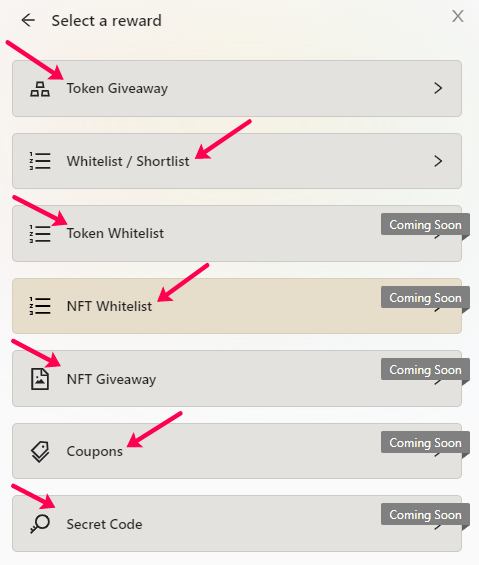 Select a reward
Token Giveaway
Whitelist / Shortlist
Coming Soon
Token Whitelist
Coming Soon
NFT Whitelist
Coming Soon
NFT Giveaway
Coming Soon
Coupons
Coming Soon
Secret Code